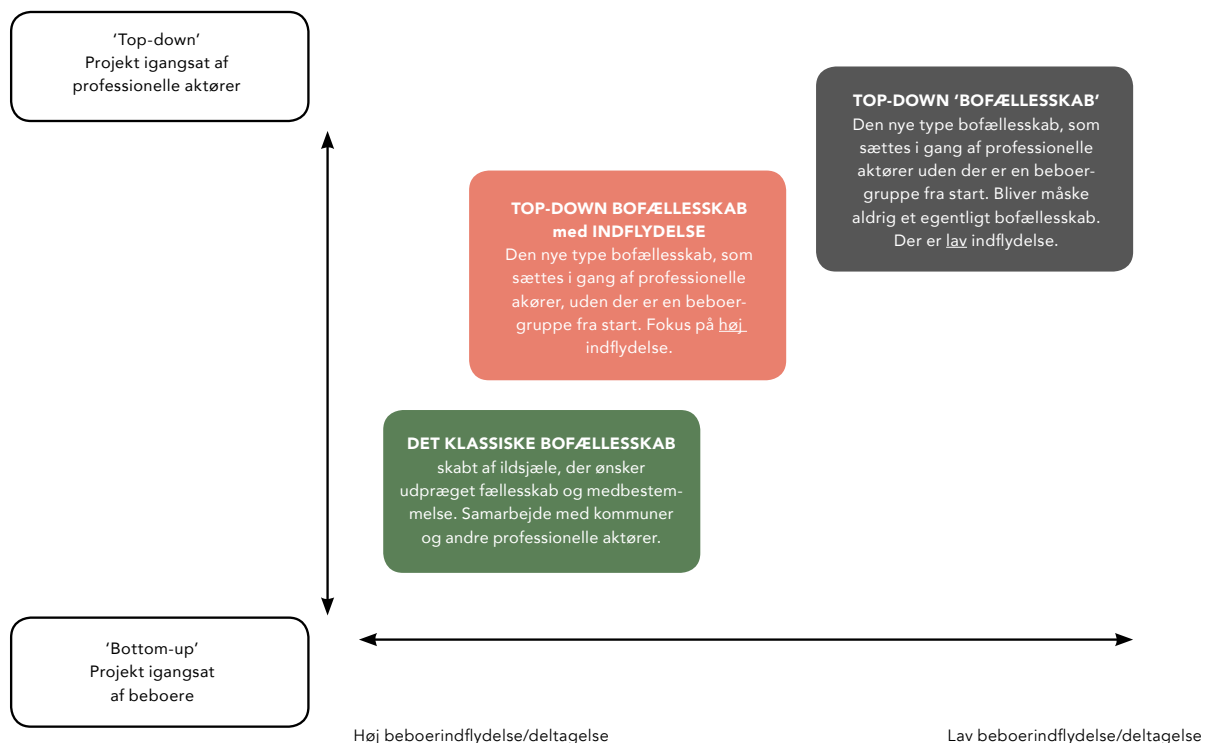 ‘Top-down’
Projekt igangsat af
professionelle aktører
TOP-DOWN ‘BOFÆLLESSKAB’
Den nye type bofællesskab, som
sættes i gang af professionelle
aktører uden der er en beboer-
gruppe fra start. Bliver måske
aldrig et egentligt bofællesskab.
Der er lav indflydelse.
TOP-DOWN BOFÆLLESSKAB
med INDFLYDELSE
Den nye type bofællesskab, som
sættes i gang af professionelle
akører, uden der er en beboer-
gruppe fra start. Fokus på høj
indflydelse.
DET KLASSISKE BOFÆLLESSKAB
skabt af ildsjæle, der ønsker
udpræget fællesskab og medbestem-
melse. Samarbejde med kommuner
og andre professionelle aktører.
‘Bottom-up’
Projekt igangsat
af beboere
Høj beboerindflydelse/deltagelse
Lav beboerindflydelse/deltagelse